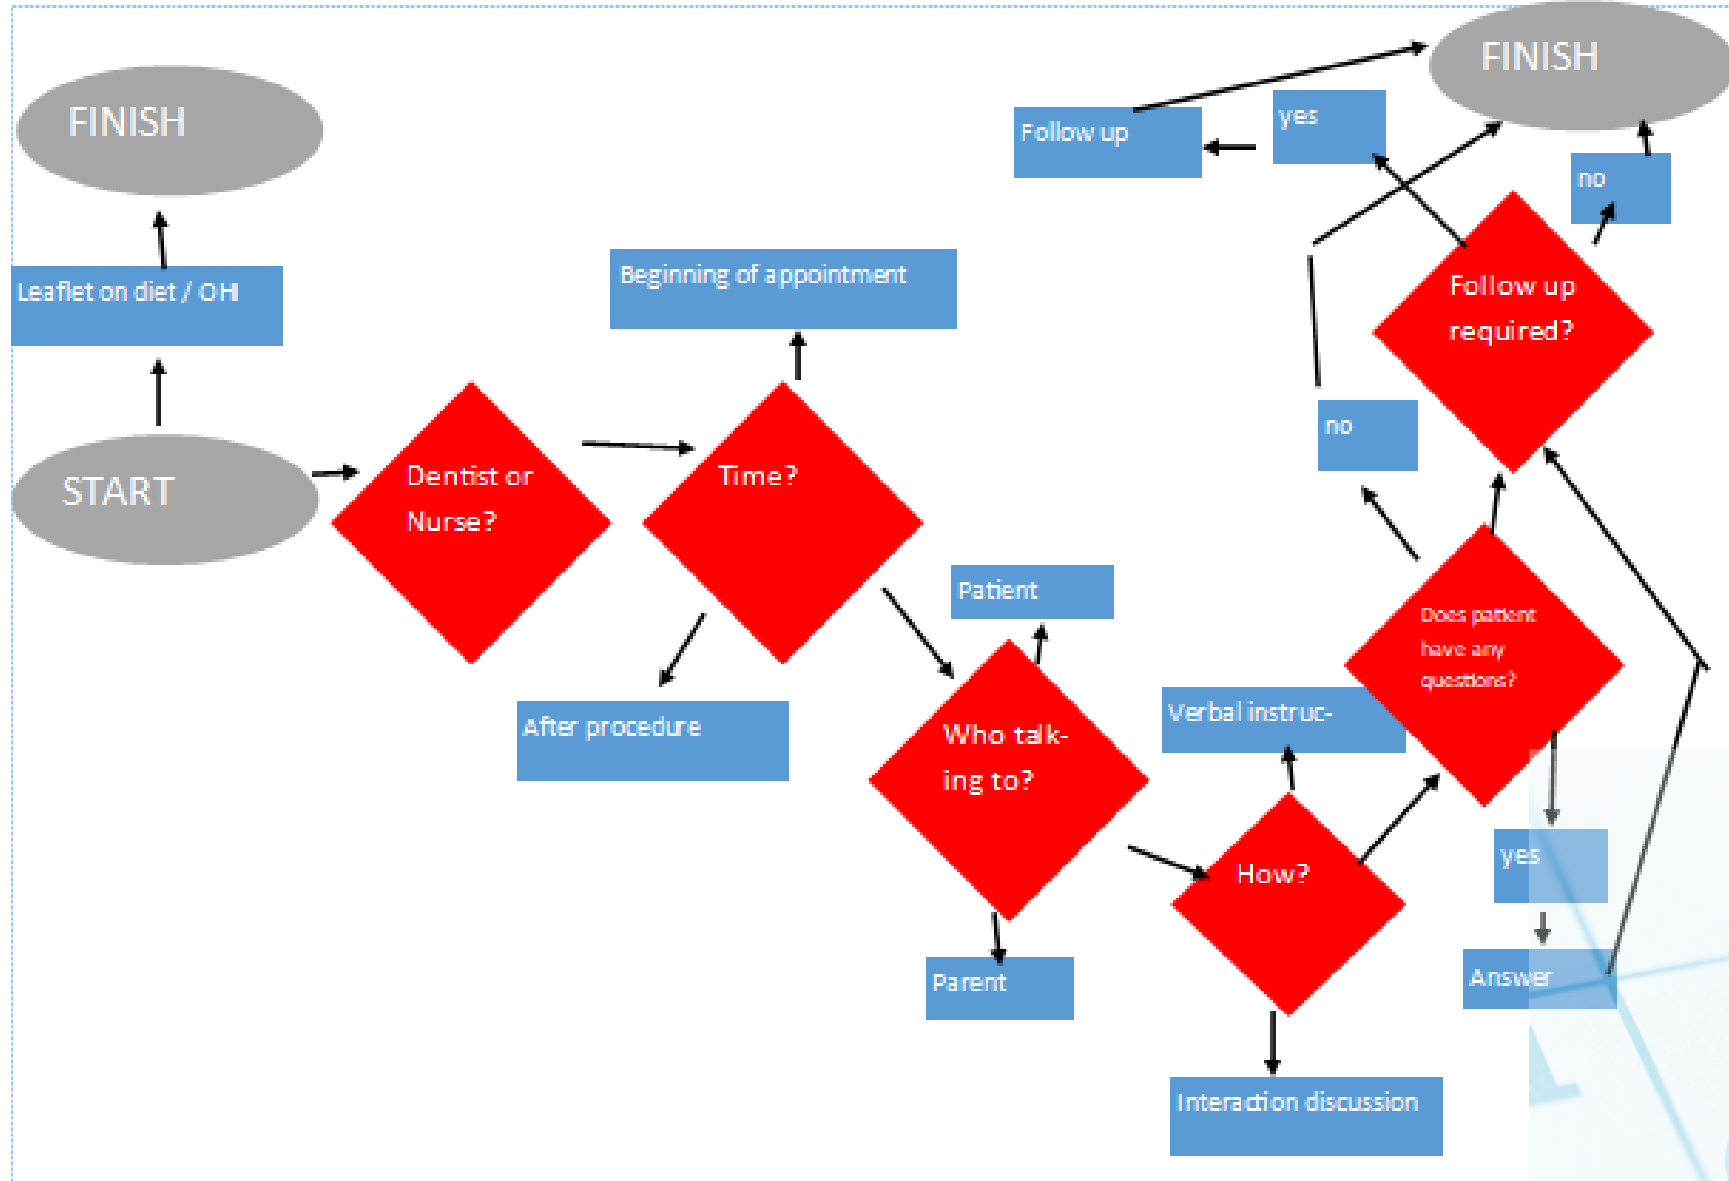 FINISH
Leaflet on diet / OHI
START
Dentist or
Nurse?
Time?
Beginning of appointment
After procedure
Patient
Who talk-
ing to?
Parent
Verbal instruc-
How?
Interaction discussion
Does patient
have any
questions?
yes
Answer
no
Follow up
required?
yes
Follow up
no
FINISH